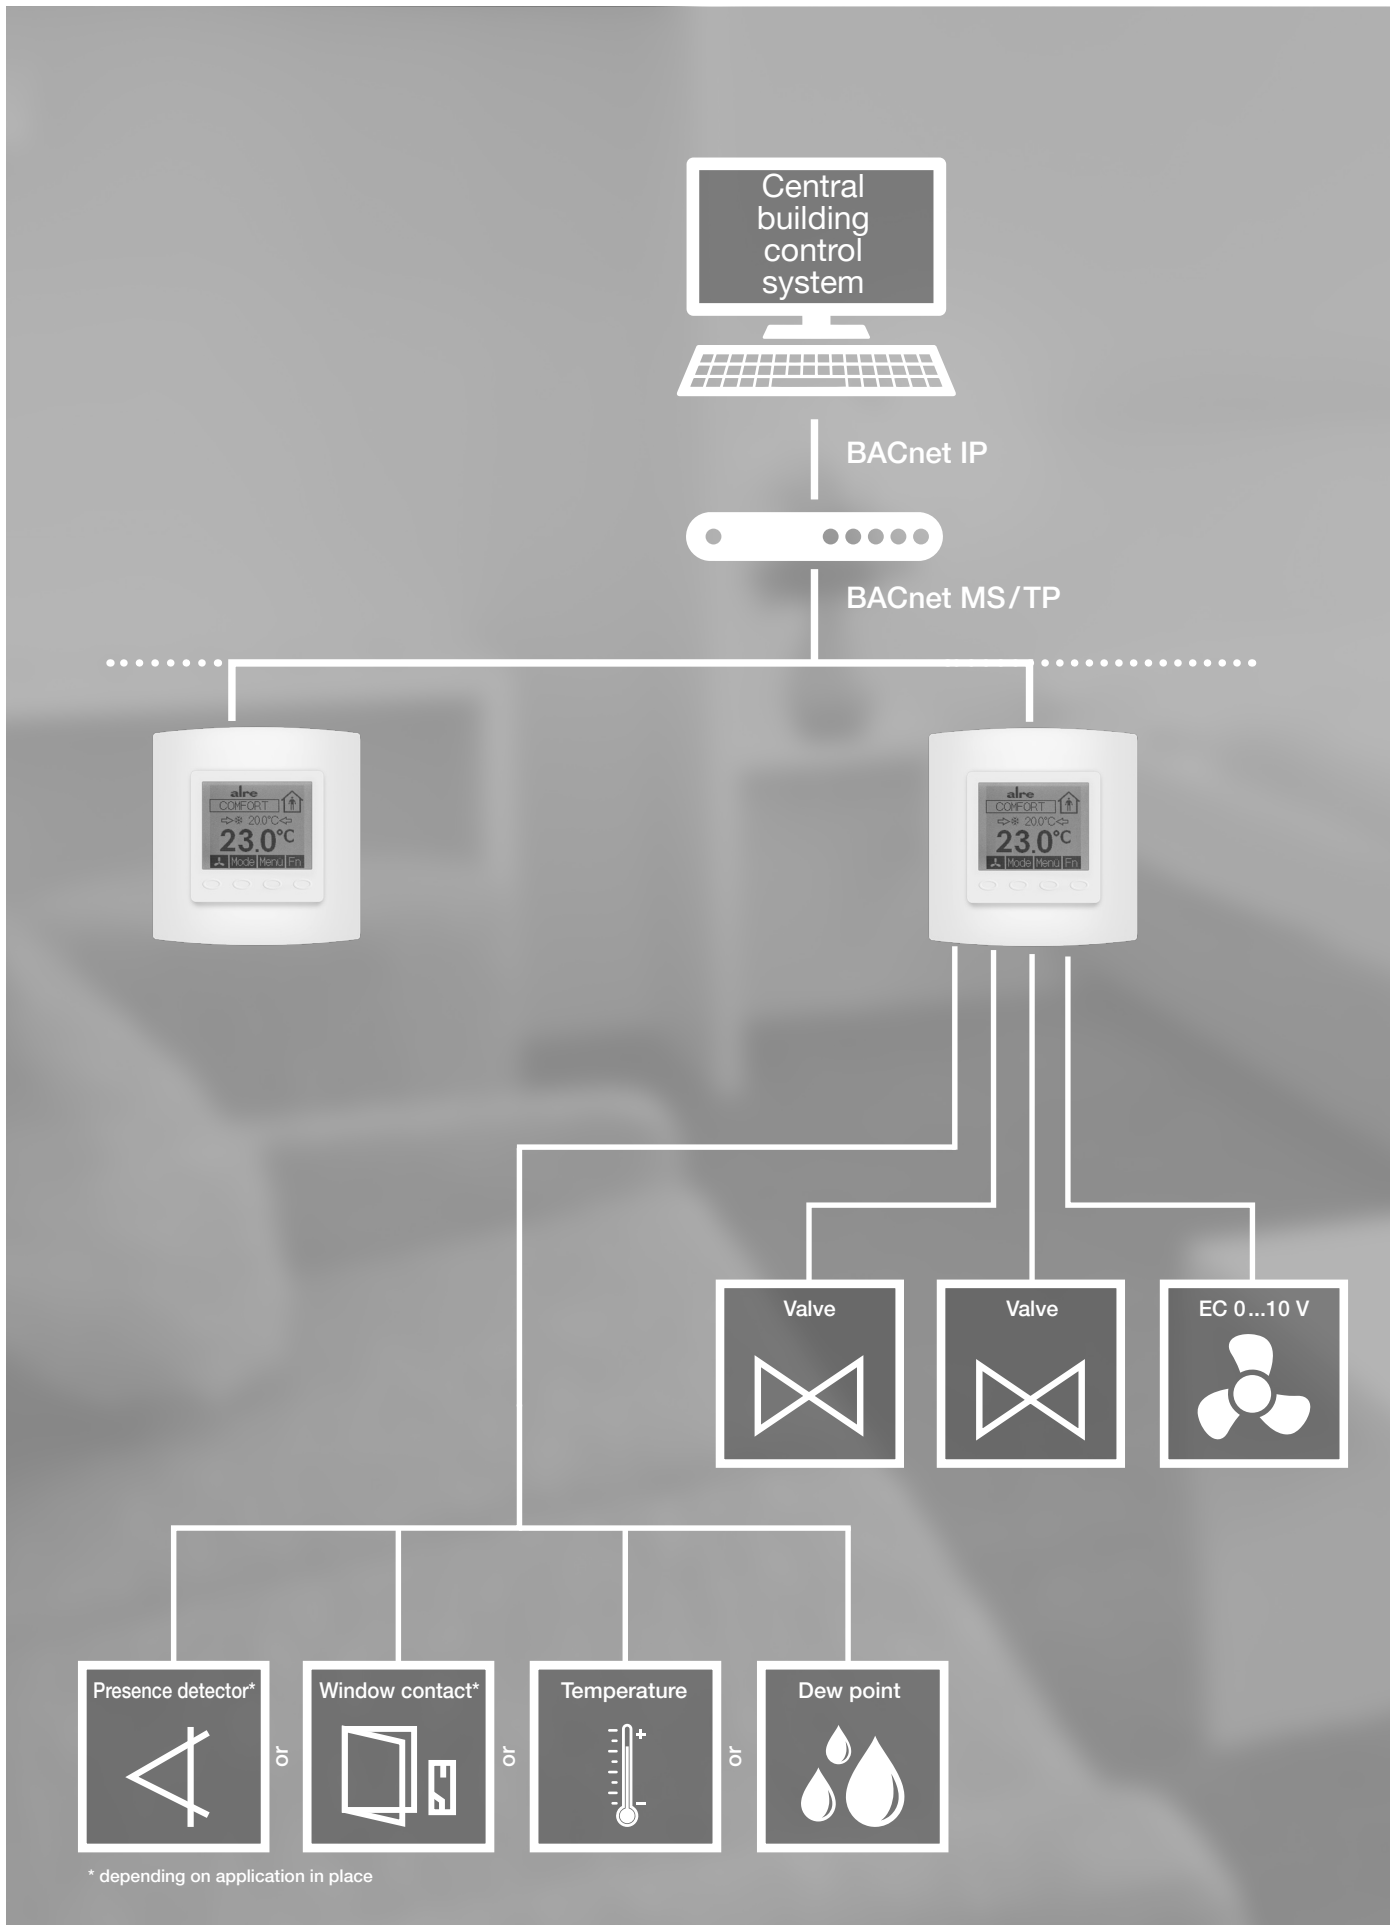 Central
building
control
system
BACnet IP
BACnet MS/TP
alre
COMFORT
20.0°C
23.0°C
Mode Menü Fn
alre
COMFORT
20.0°C
23.0°C
Mode Menü Fn
Valve
Valve
EC 0...10 V
Presence detector*
or
Window contact*
or
Temperature
or
Dew point
* depending on application in place